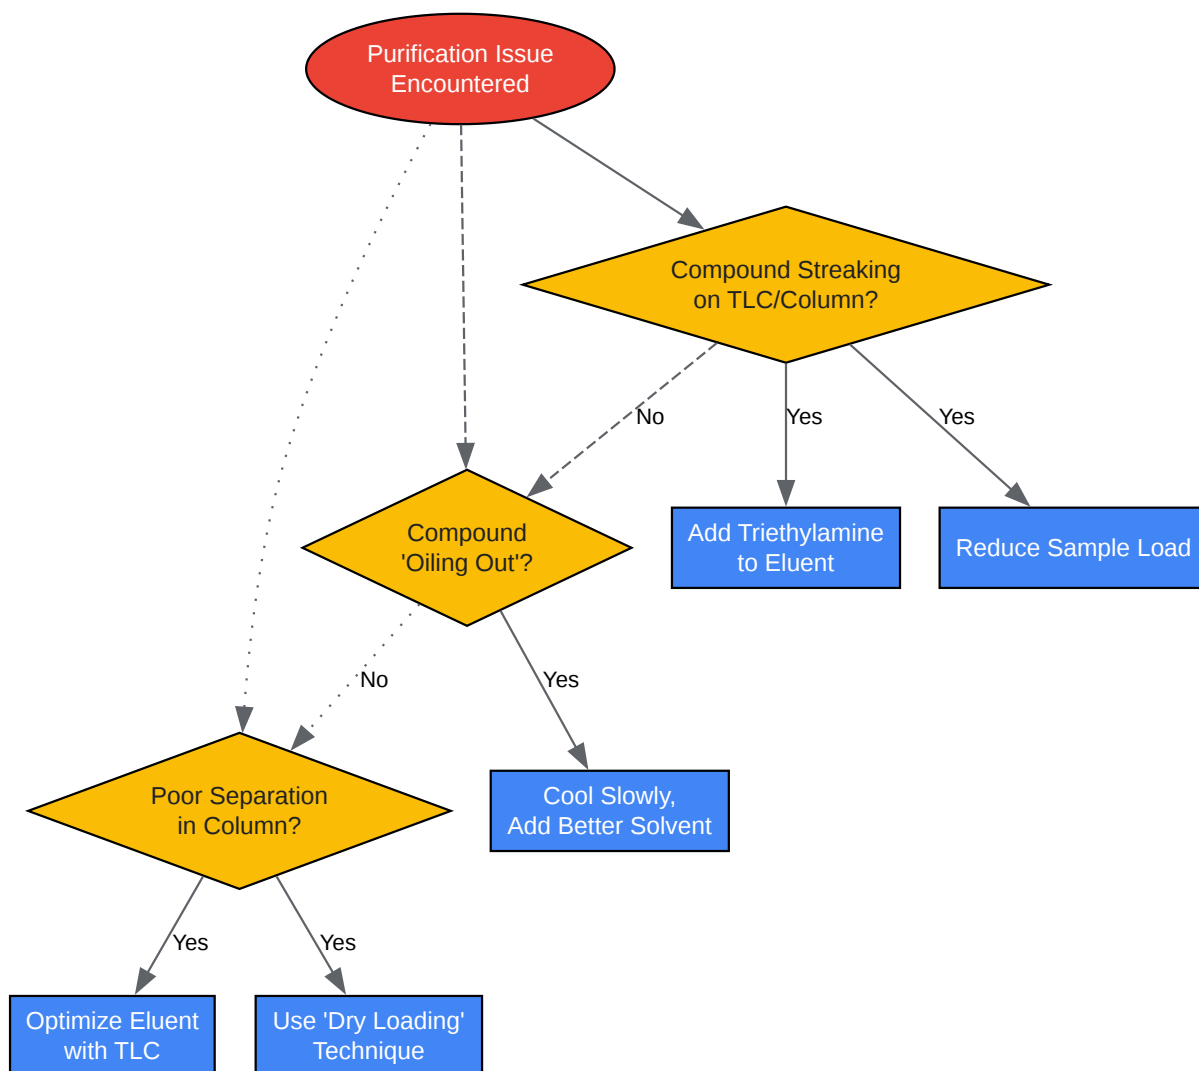 Purification Issue
Encountered
Compound Streaking
on TLC/Column?
No
Yes
Yes
Compound
'Oiling Out'?
Add Triethylamine
to Eluent
Reduce Sample Load
No
Yes
Poor Separation
in Column?
Cool Slowly,
Add Better Solvent
Yes
Yes
Optimize Eluent
with TLC
Use 'Dry Loading'
Technique